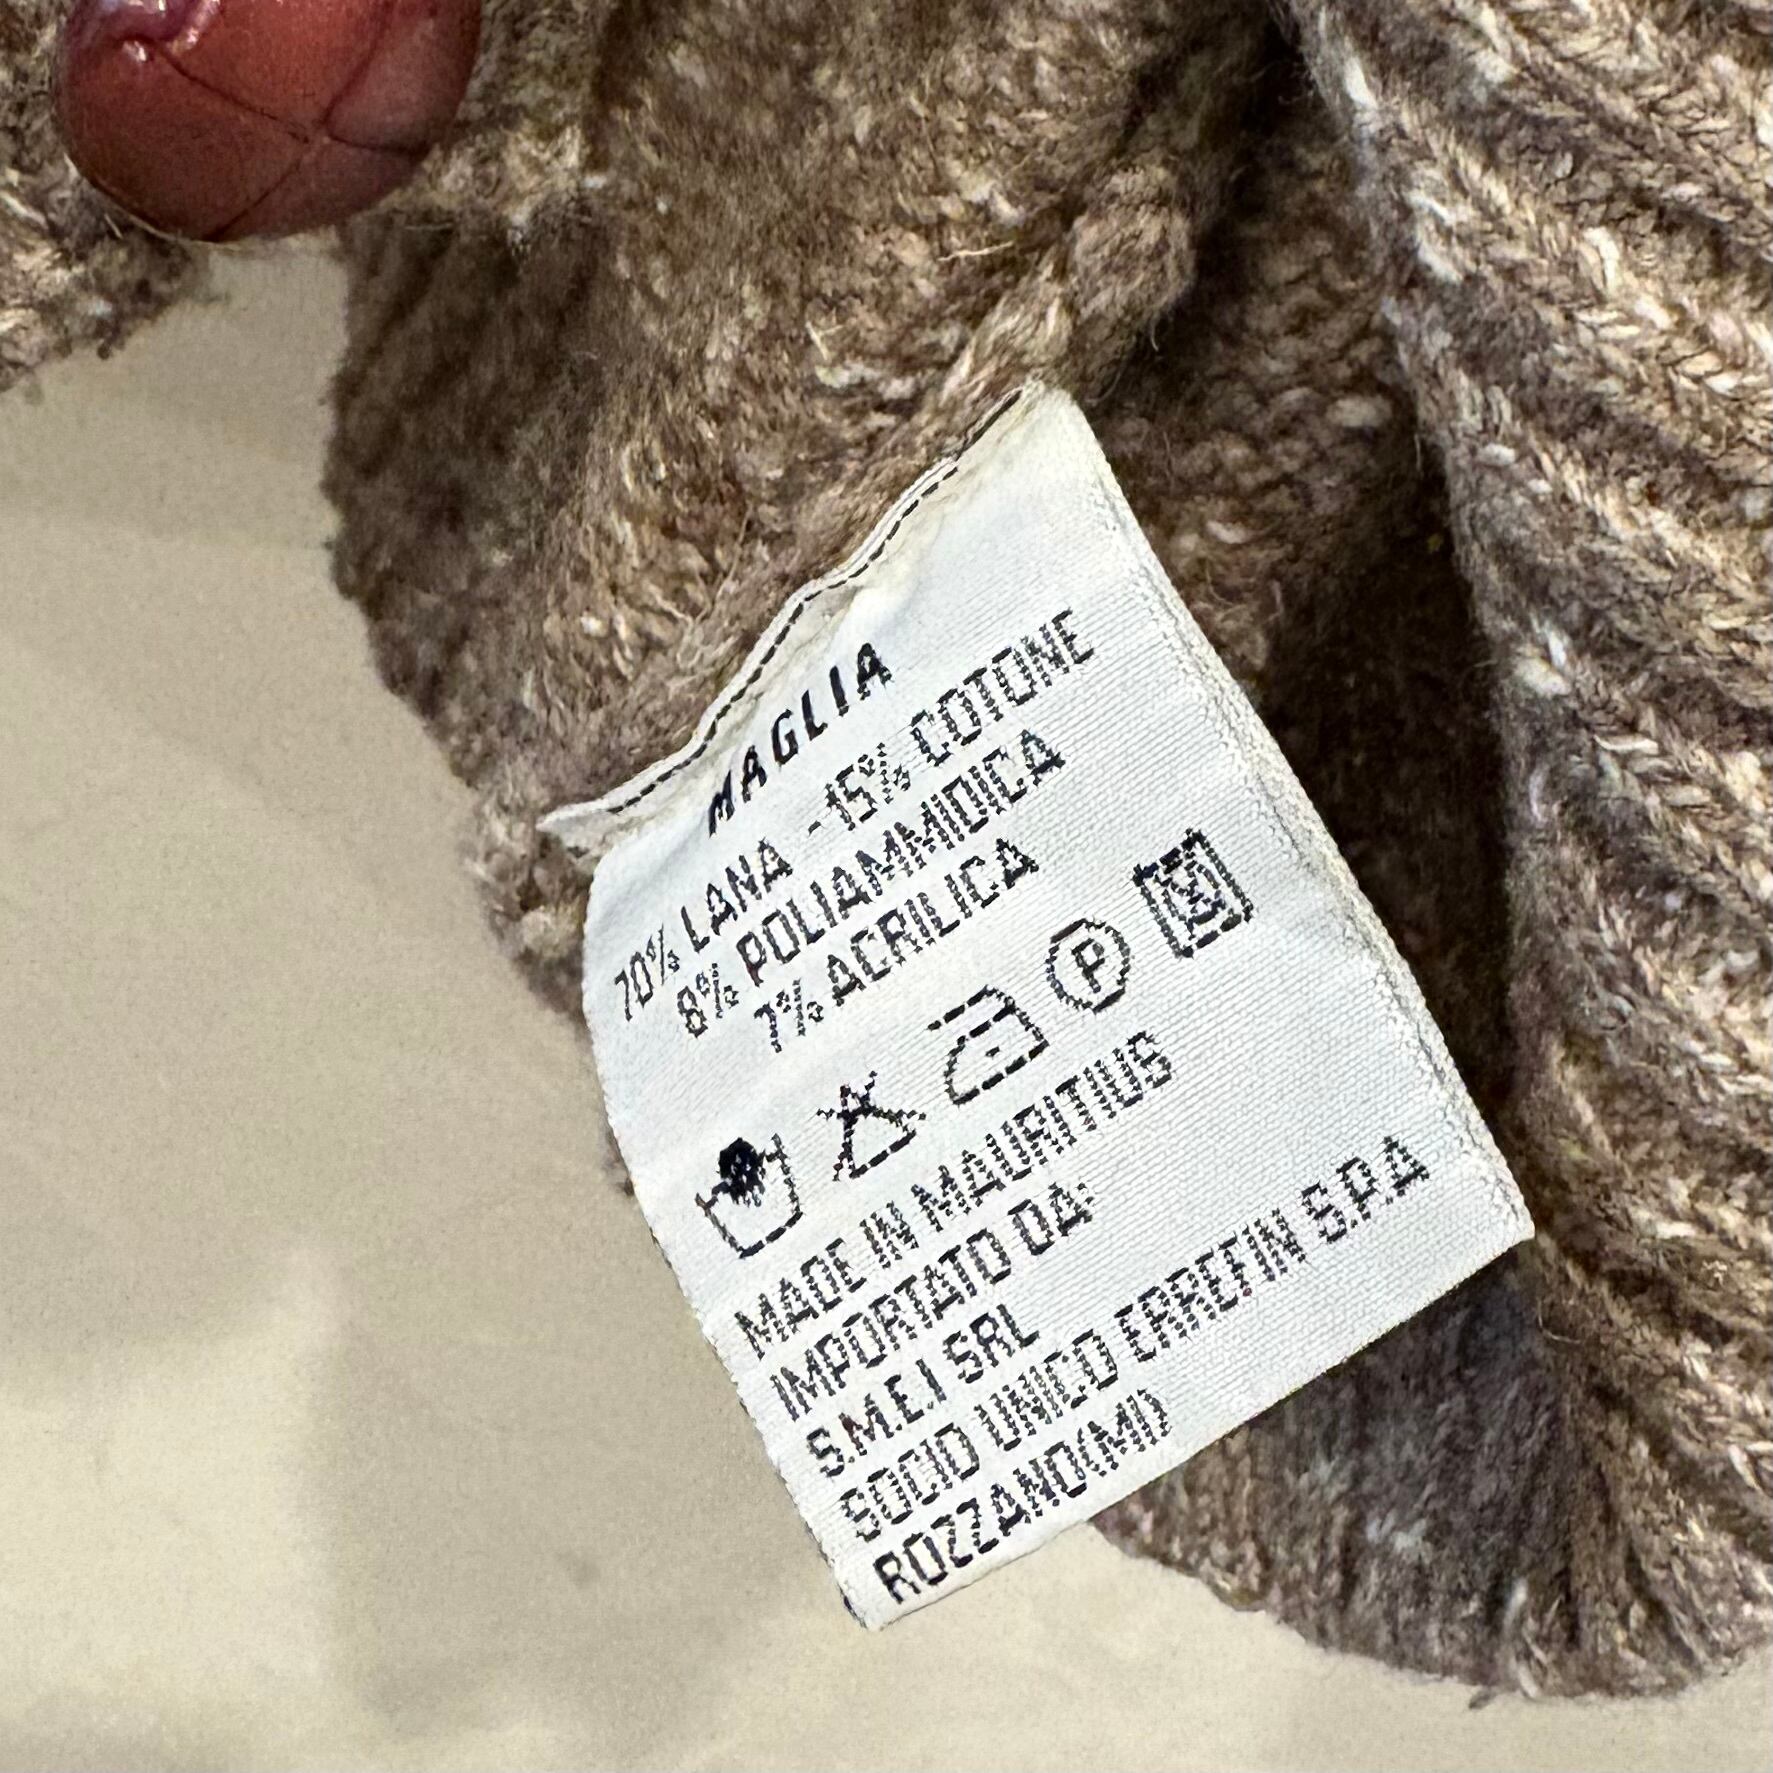 MAGLIA
70% LANA -15% COTONE
8% POLIAMMIDICA
7% ACRILICA
P
MADE IN MAURITIUS
IMPORTATO DA:
S.M.E.I SRL
SOCIO UNICO ERREFIN S.P.A
ROZZANO(MI)